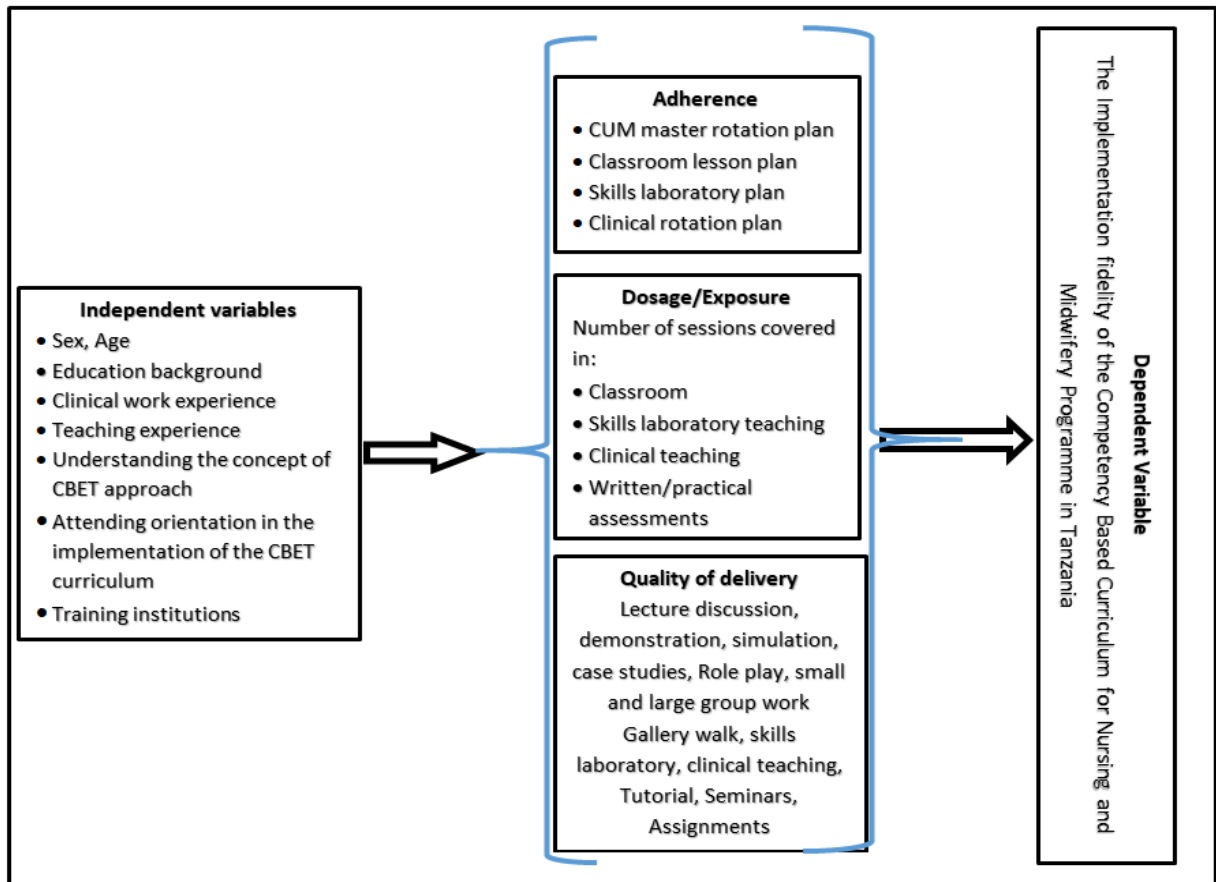 Independent variables
• Sex, Age
• Education background
• Clinical work experience
• Teaching experience
• Understanding the concept of
CBET approach
• Attending orientation in the
implementation of the CBET
curriculum
• Training institutions
Adherence
• CUM master rotation plan
• Classroom lesson plan
• Skills laboratory plan
• Clinical rotation plan
Dosage/Exposure
Number of sessions covered
in:
• Classroom
• Skills laboratory teaching
• Clinical teaching
• Written/practical
assessments
Quality of delivery
Lecture discussion,
demonstration, simulation,
case studies, Role play, small
and large group work
Gallery walk, skills
laboratory, clinical teaching,
Tutorial, Seminars,
Assignments
Dependent Variable
The Implementation fidelity of the Competency Based Curriculum for Nursing and
Midwifery Programme in Tanzania